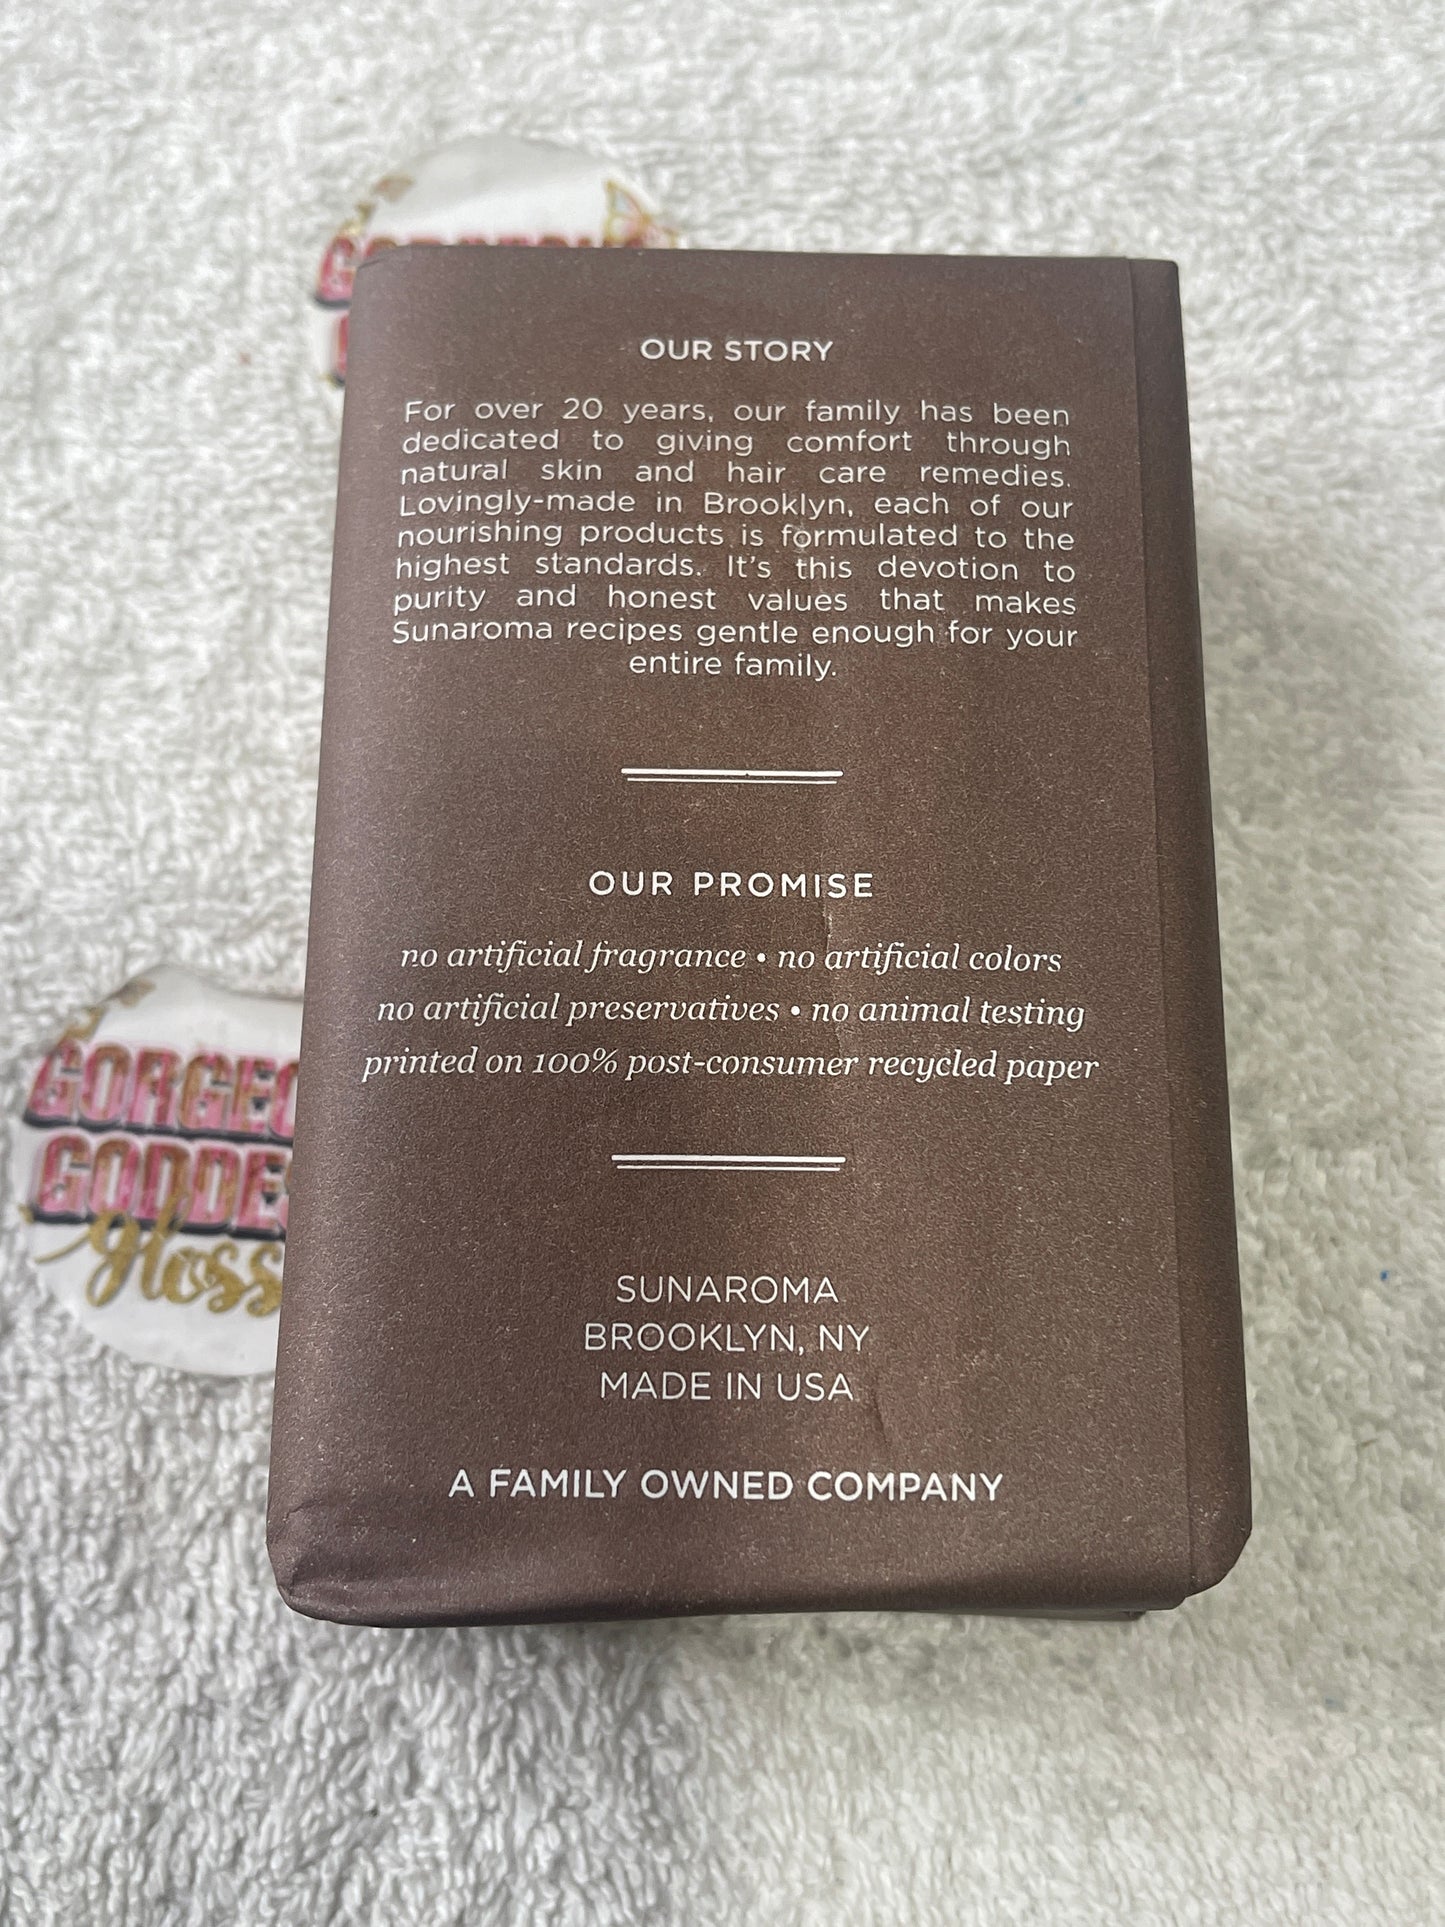 OUR STORY
For over 20 years, our family has been
dedicated to giving comfort through
natural skin and hair care remedies.
Lovingly-made in Brooklyn, each of our
nourishing products is formulated to the
highest standards. It's this devotion to
purity and honest values that makes
Sunaroma recipes gentle enough for your
entire family.
OUR PROMISE
no artificial fragrance • no artificial colors
no artificial preservatives • no animal testing
printed on 100% post-consumer recycled paper
SUNAROMA
BROOKLYN, NY
MADE IN USA
A FAMILY OWNED COMPANY
gloss